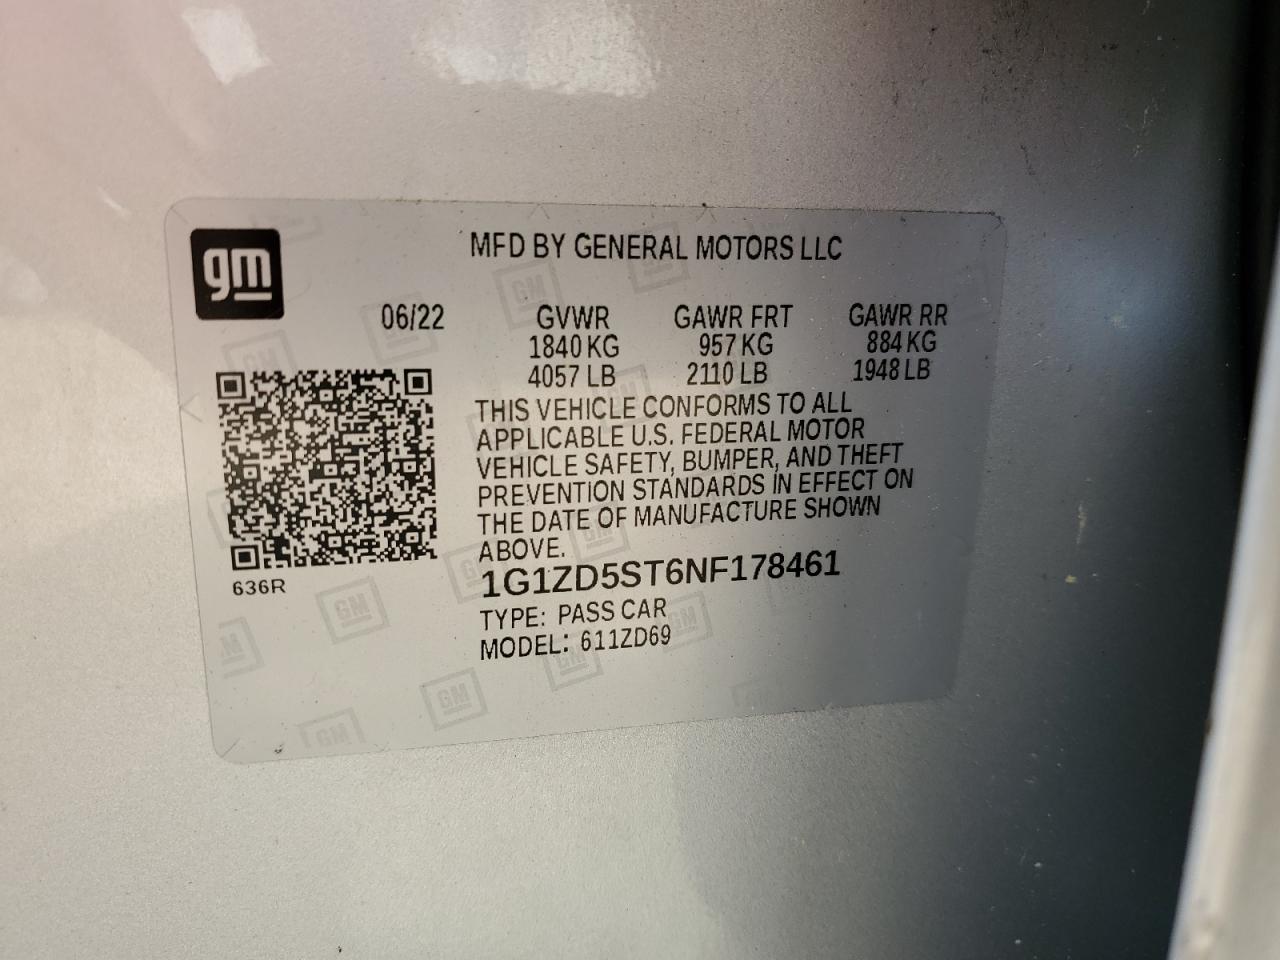 gm
MFD BY GENERAL MOTORS LLC
06/22 GVWR GAWR FRT GAWR RR
1840 KG 957 KG 884 KG
4057 LB 2110 LB 1948 LB
THIS VEHICLE CONFORMS TO ALL
APPLICABLE U.S. FEDERAL MOTOR
VEHICLE SAFETY, BUMPER, AND THEFT
PREVENTION STANDARDS IN EFFECT ON
THE DATE OF MANUFACTURE SHOWN
ABOVE.
636R
1G1ZD5ST6NF178461
TYPE: PASS CAR
MODEL: 611ZD69